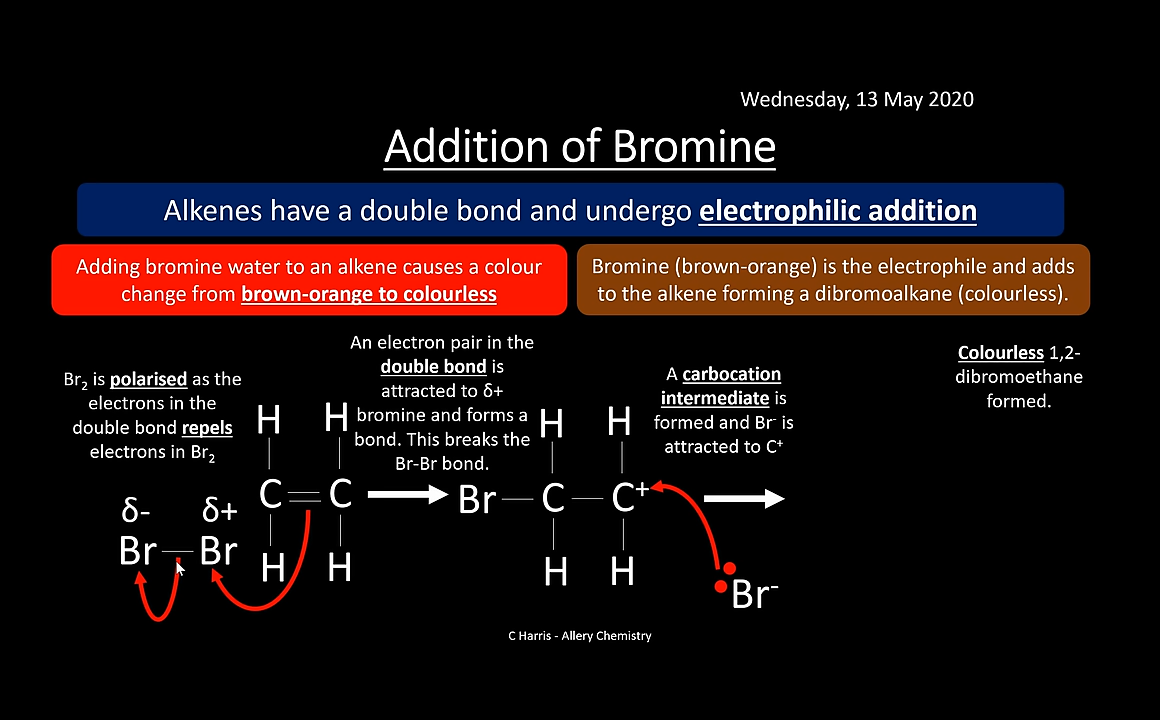 Wednesday, 13 May 2020
Addition of Bromine
Alkenes have a double bond and undergo electrophilic addition
Adding bromine water to an alkene causes a colour
change from brown-orange to colourless
Bromine (brown-orange) is the electrophile and adds
to the alkene forming a dibromoalkane (colourless).
Br₂ is polarised as the
electrons in the
double bond repels
electrons in Br₂
An electron pair in the
double bond is
attracted to δ+
bromine and forms a
bond. This breaks the
Br-Br bond.
A carbocation
intermediate is
formed and Br⁻ is
attracted to C⁺
Colourless 1,2-
dibromoethane
formed.
H H
C C
H H
δ- δ+
Br Br
H H
Br C C⁺
H H
Br⁻
C Harris - Allery Chemistry